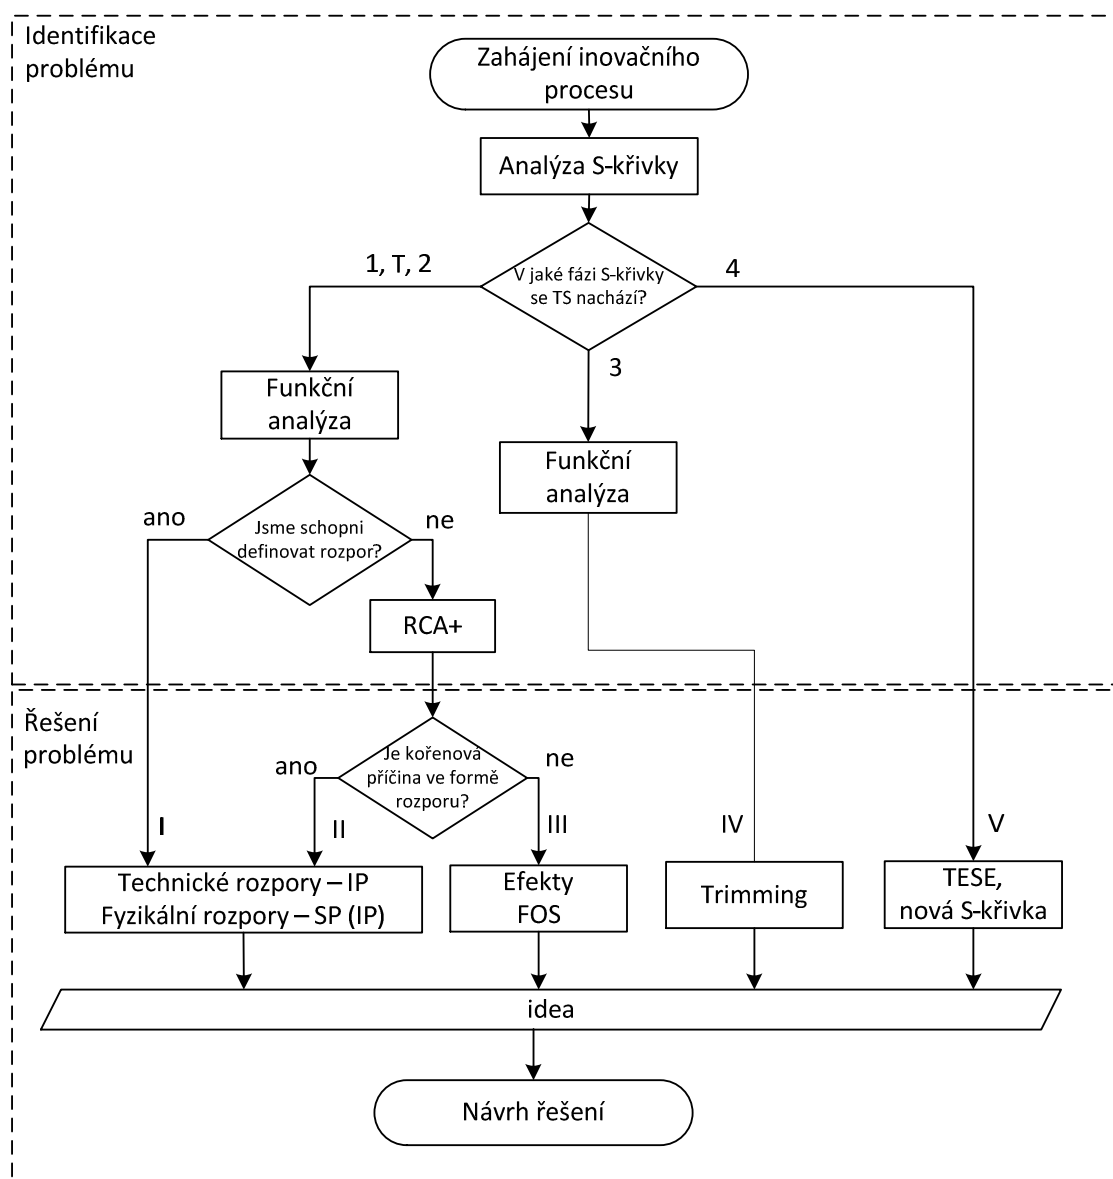 Identifikace
problému
Zahájení inovačního
procesu
Analýza S-křivky
1, T, 2
V jaké fázi S-křivky
se TS nachází?
4
3
Funkční
analýza
Funkční
analýza
ano
Jsme schopni
definovat rozpor?
ne
RCA+
Řešení
problému
ano
Je kořenová
příčina ve formě
rozporu?
ne
I
II
III
IV
V
Technické rozpory – IP
Fyzikální rozpory – SP (IP)
Efekty
FOS
Trimming
TESE,
nová S-křivka
idea
Návrh řešení